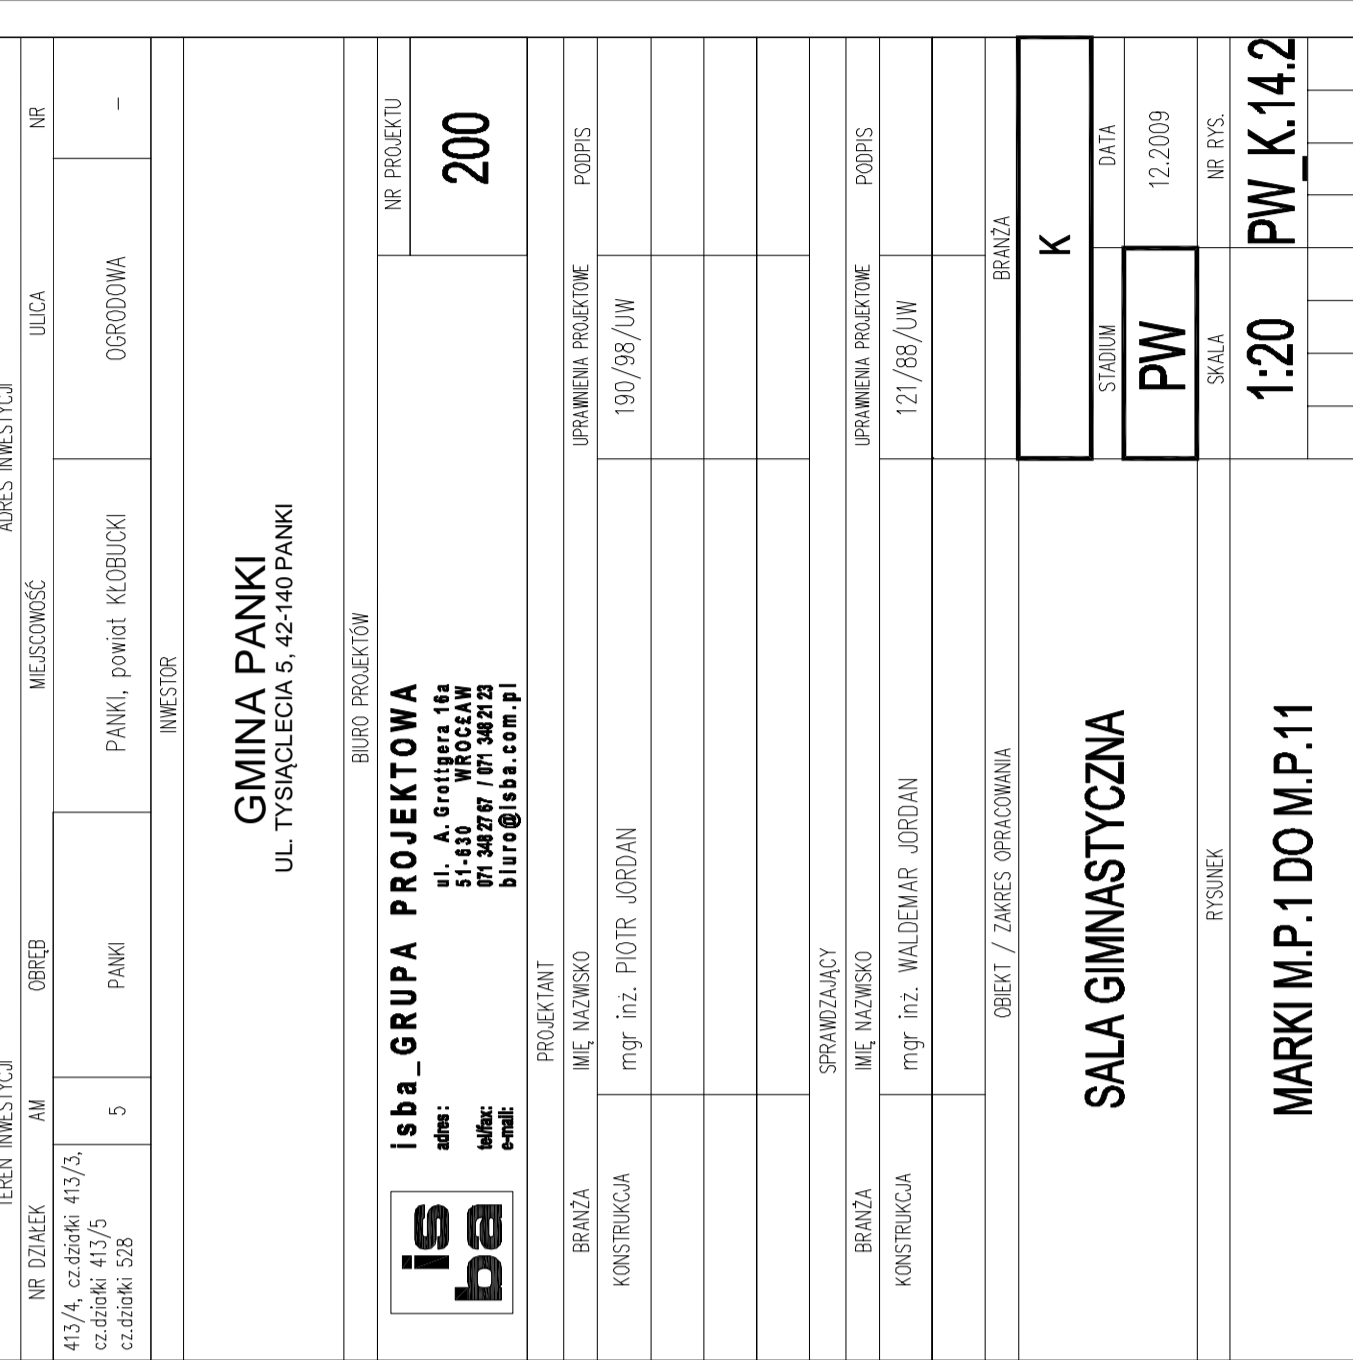 TEREN INWESTYCJI
ADRES INWESTYCJI
NR DZIAŁEK
AM
OBRĘB
MIEJSCOWOŚĆ
ULICA
NR
413/4, cz.działki 413/3,
cz.działki 413/5
cz.działki 528
5
PANKI
PANKI, powiat KŁOBUCKI
OGRODOWA
–
INWESTOR
GMINA PANKI
UL. TYSIĄCLECIA 5, 42-140 PANKI
BIURO PROJEKTÓW
NR PROJEKTU
200
is
ba
isba_GRUPA PROJEKTOWA
adres: ul. A. Grottgera 16a
51-630 WROCŁAW
tel/fax: 071 348 27 67 / 071 348 21 23
e-mail: biuro@isba.com.pl
PROJEKTANT
BRANŻA
IMIĘ NAZWISKO
UPRAWNIENIA PROJEKTOWE
PODPIS
KONSTRUKCJA
mgr inż. PIOTR JORDAN
190/98/UW
SPRAWDZAJĄCY
BRANŻA
IMIĘ NAZWISKO
UPRAWNIENIA PROJEKTOWE
PODPIS
KONSTRUKCJA
mgr inż. WALDEMAR JORDAN
121/88/UW
OBIEKT / ZAKRES OPRACOWANIA
BRANŻA
SALA GIMNASTYCZNA
K
STADIUM
DATA
PW
12.2009
RYSUNEK
SKALA
NR RYS.
MARKI M.P.1 DO M.P.11
1:20
PW_K.14.2